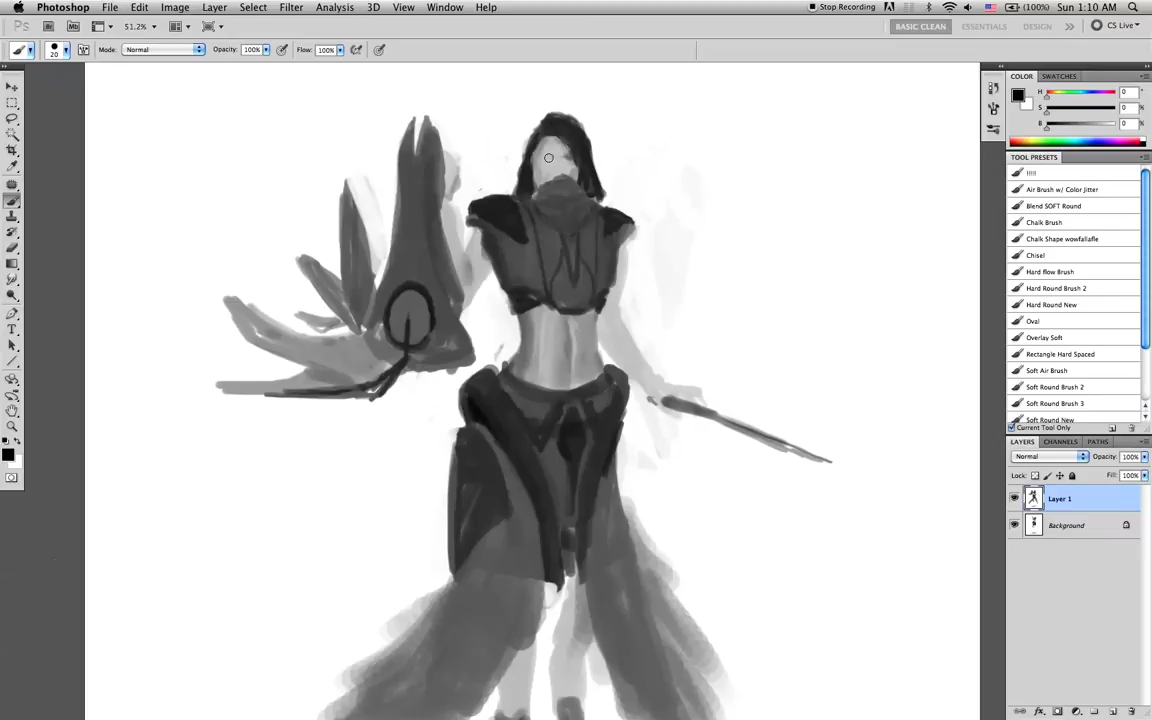 Photoshop File Edit Image Layer Select Filter Analysis 3D View Window Help Stop Recording (100%) Sun 1:10 AM
Ps Br Mb 51.2% BASIC CLEAN ESSENTIALS DESIGN CS Live
20 Mode: Normal Opacity: 100% Flow: 100%
COLOR SWATCHES
H 0 °
S 0 %
B 0 %
TOOL PRESETS
!!!!!
Air Brush w/ Color Jitter
Blend SOFT Round
Chalk Brush
Chalk Shape wowfallafle
Chisel
Hard flow Brush
Hard Round Brush 2
Hard Round New
Oval
Overlay Soft
Rectangle Hard Spaced
Soft Air Brush
Soft Round Brush 2
Soft Round Brush 3
Soft Round New
Current Tool Only
LAYERS CHANNELS PATHS
Normal Opacity: 100%
Lock: Fill: 100%
Layer 1
Background
fx